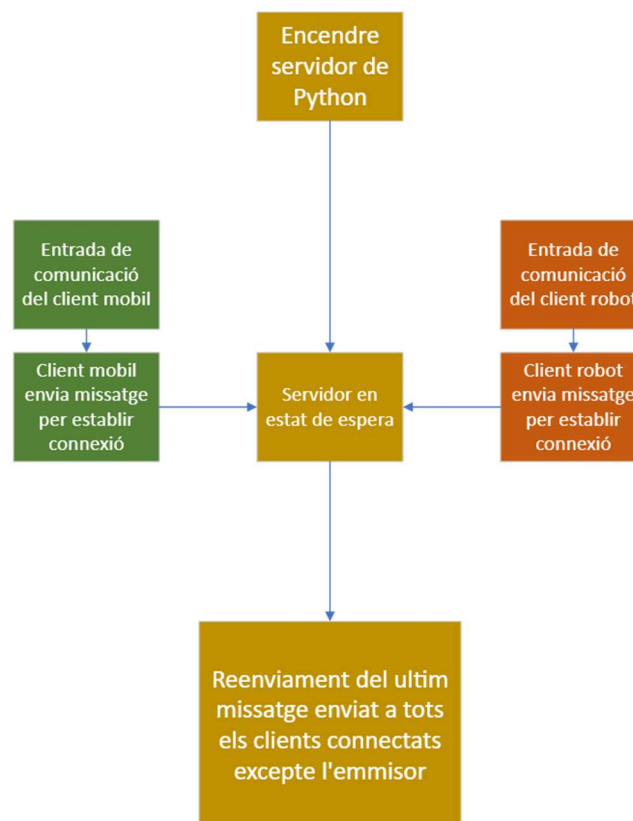 Encendre
servidor de
Python
Entrada de
comunicació
del client mobil
Entrada de
comunicació
del client robot
Client mobil
envia missatge
per establir
connexió
Servidor en
estat de espera
Client robot
envia missatge
per establir
connexió
Reenviament del ultim
missatge enviat a tots
els clients connectats
excepte l'emmisor